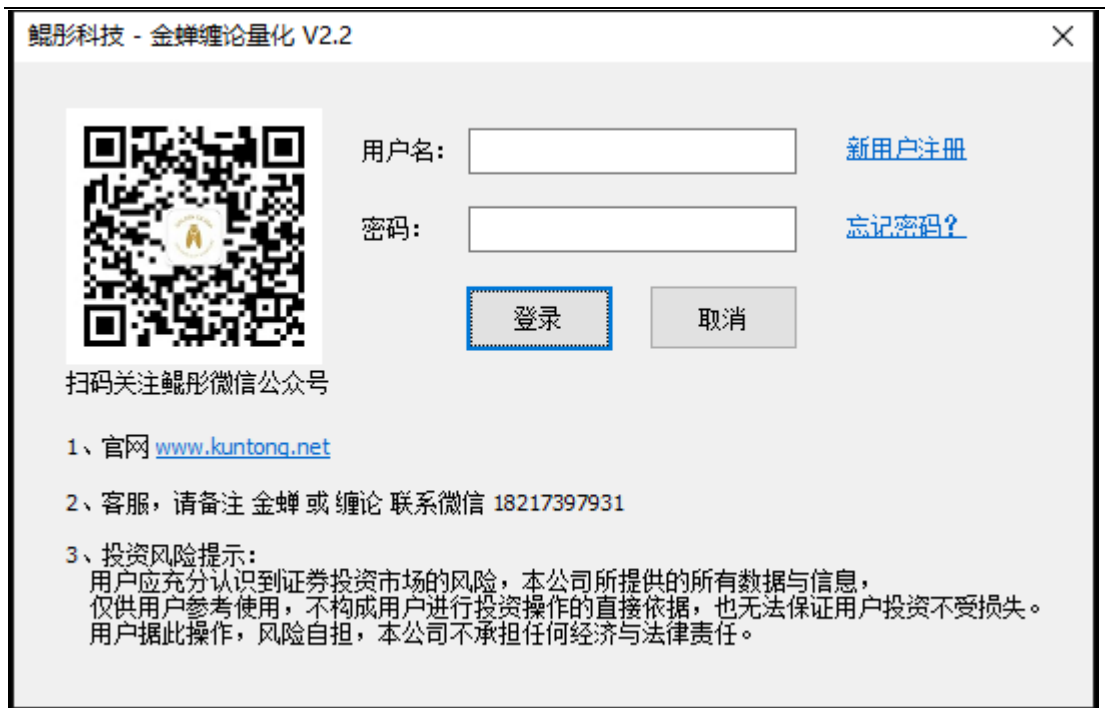 鲲彤科技 - 金蝉缠论量化 V2.2
用户名：
新用户注册
密码：
忘记密码？
登录
取消
扫码关注鲲彤微信公众号
1、官网 www.kuntong.net
2、客服，请备注 金蝉 或 缠论 联系微信 18217397931
3、投资风险提示：
用户应充分认识到证券投资市场的风险，本公司所提供的所有数据与信息，
仅供用户参考使用，不构成用户进行投资操作的直接依据，也无法保证用户投资不受损失。
用户据此操作，风险自担，本公司不承担任何经济与法律责任。